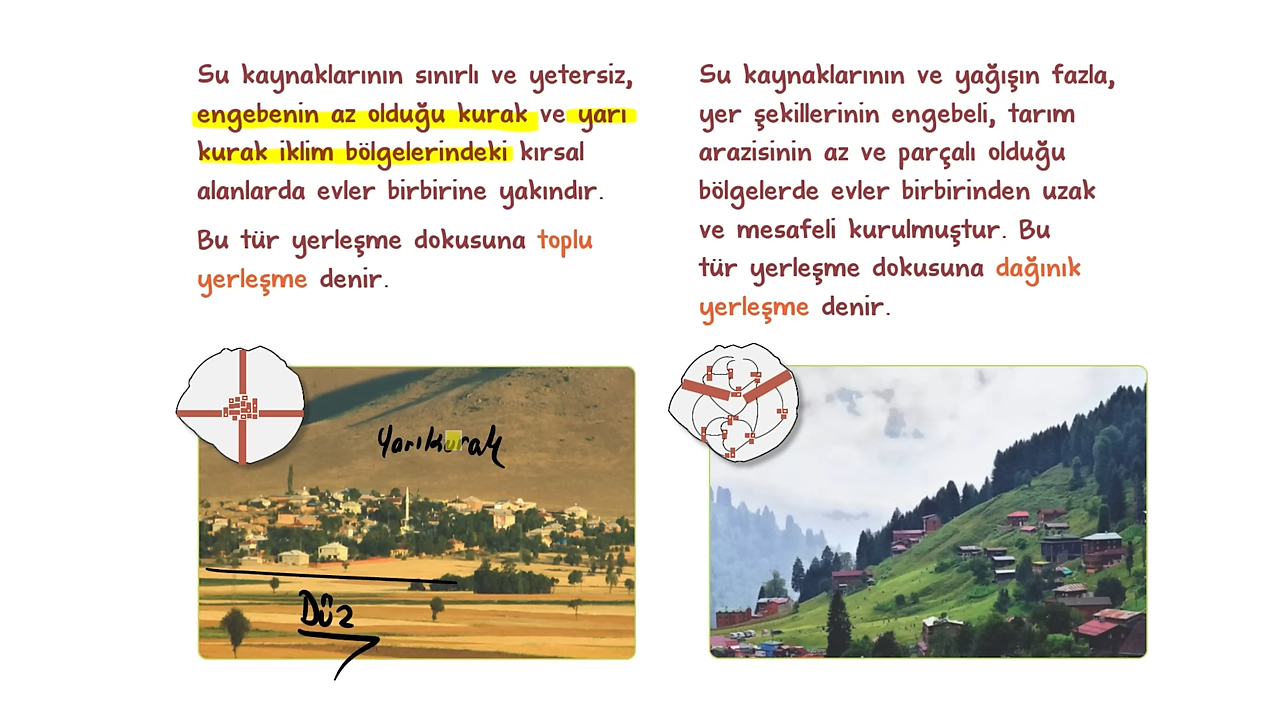 Su kaynaklarının sınırlı ve yetersiz,
engebenin az olduğu kurak ve yarı
kurak iklim bölgelerindeki kırsal
alanlarda evler birbirine yakındır.
Bu tür yerleşme dokusuna toplu
yerleşme denir.
Su kaynaklarının ve yağışın fazla,
yer şekillerinin engebeli, tarım
arazisinin az ve parçalı olduğu
bölgelerde evler birbirinden uzak
ve mesafeli kurulmuştur. Bu
tür yerleşme dokusuna dağınık
yerleşme denir.
Yarıkurak
Düz